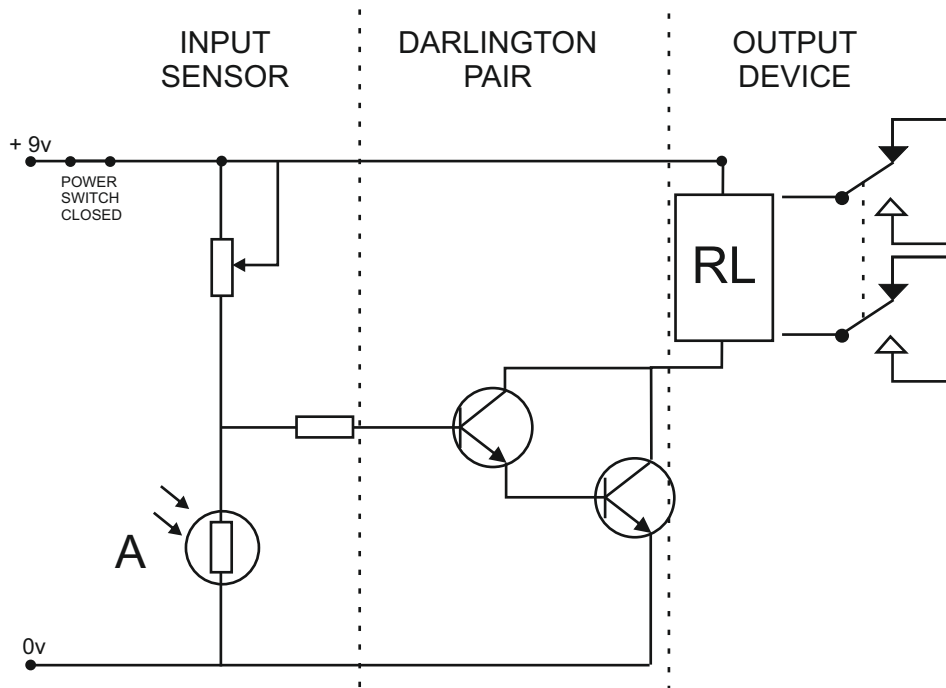 INPUT
SENSOR
DARLINGTON
PAIR
OUTPUT
DEVICE
+ 9v
POWER
SWITCH
CLOSED
RL
A
0v